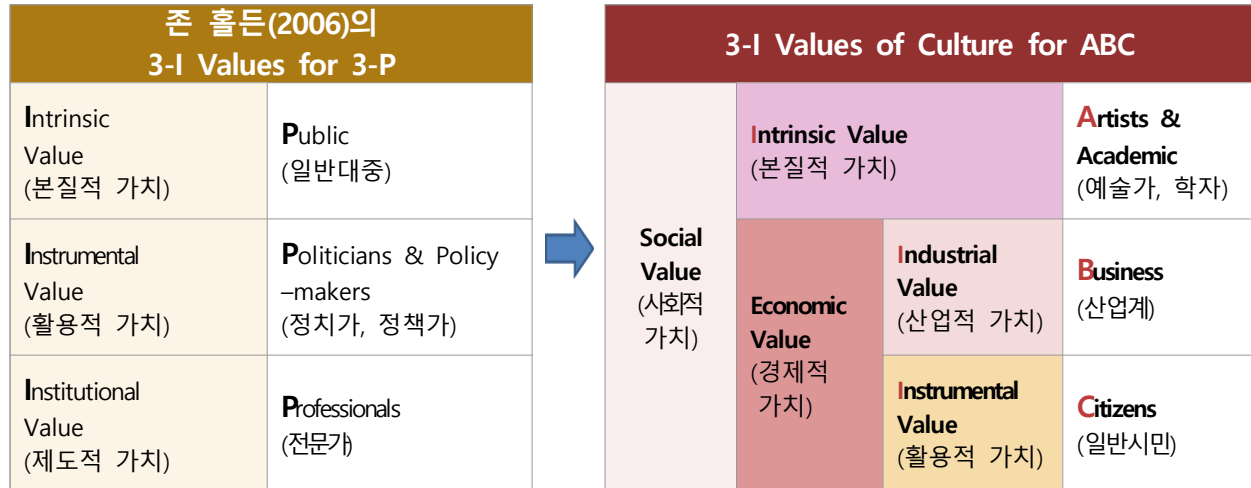 존 홀든(2006)의
3-I Values for 3-P
Intrinsic
Value
(본질적 가치)
Public
(일반대중)
Instrumental
Value
(활용적 가치)
Politicians & Policy
–makers
(정치가, 정책가)
Institutional
Value
(제도적 가치)
Professionals
(전문가)
3-I Values of Culture for ABC
Social
Value
(사회적
가치)
Intrinsic Value
(본질적 가치)
Artists &
Academic
(예술가, 학자)
Economic
Value
(경제적
가치)
Industrial
Value
(산업적 가치)
Business
(산업계)
Instrumental
Value
(활용적 가치)
Citizens
(일반시민)